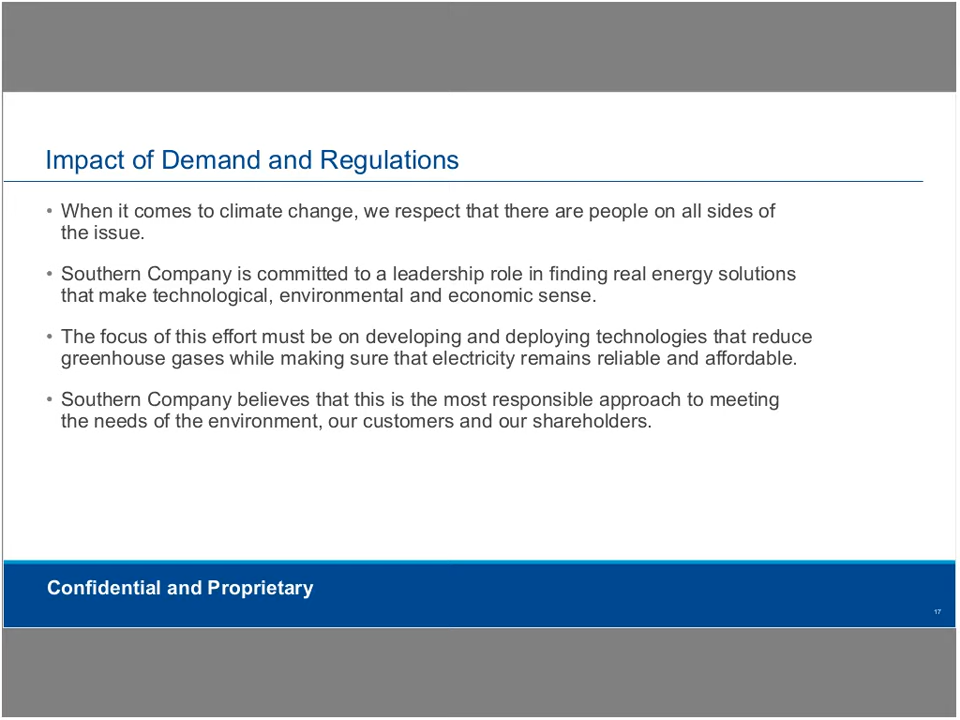 Impact of Demand and Regulations
• When it comes to climate change, we respect that there are people on all sides of
the issue.
• Southern Company is committed to a leadership role in finding real energy solutions
that make technological, environmental and economic sense.
• The focus of this effort must be on developing and deploying technologies that reduce
greenhouse gases while making sure that electricity remains reliable and affordable.
• Southern Company believes that this is the most responsible approach to meeting
the needs of the environment, our customers and our shareholders.
Confidential and Proprietary
17